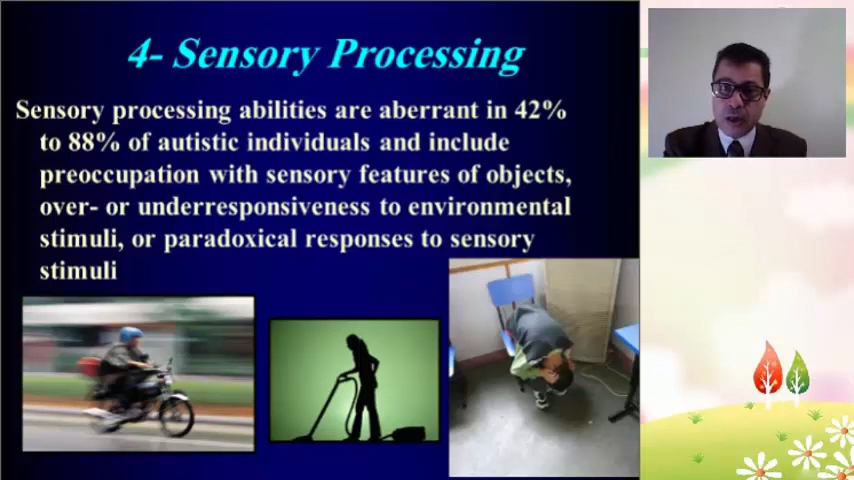 4- Sensory Processing
Sensory processing abilities are aberrant in 42%
to 88% of autistic individuals and include
preoccupation with sensory features of objects,
over- or underresponsiveness to environmental
stimuli, or paradoxical responses to sensory
stimuli